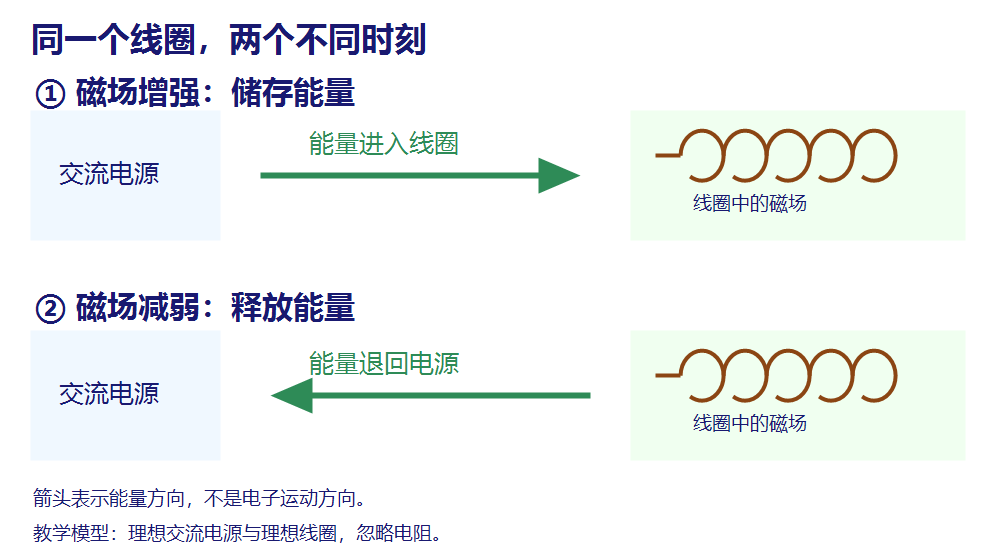 同一个线圈，两个不同时刻
① 磁场增强：储存能量
能量进入线圈
交流电源
线圈中的磁场
② 磁场减弱：释放能量
能量退回电源
交流电源
线圈中的磁场
箭头表示能量方向，不是电子运动方向。
教学模型：理想交流电源与理想线圈，忽略电阻。